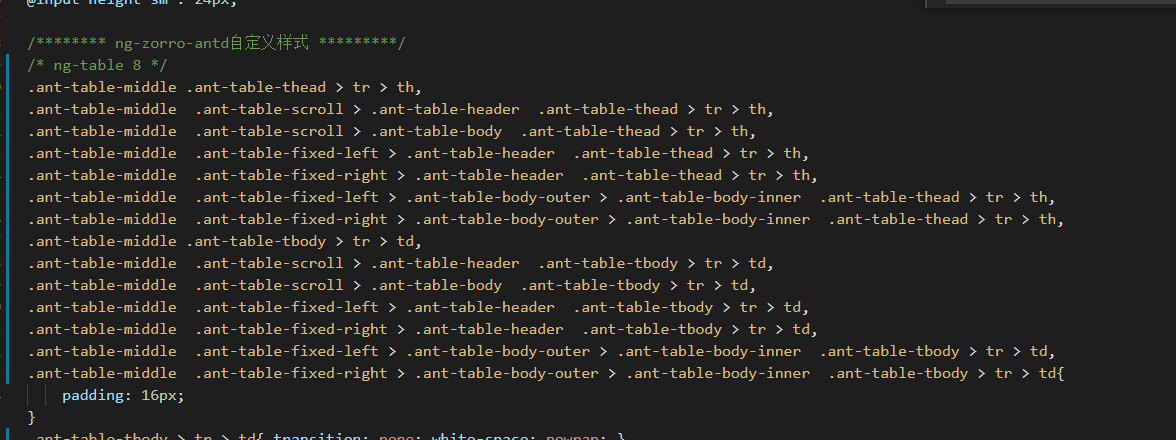 @input-height-sm : 24px;
/******** ng-zorro-antd自定义样式 *********/
/* ng-table 8 */
.ant-table-middle .ant-table-thead > tr > th,
.ant-table-middle  .ant-table-scroll > .ant-table-header  .ant-table-thead > tr > th,
.ant-table-middle  .ant-table-scroll > .ant-table-body  .ant-table-thead > tr > th,
.ant-table-middle  .ant-table-fixed-left > .ant-table-header  .ant-table-thead > tr > th,
.ant-table-middle  .ant-table-fixed-right > .ant-table-header  .ant-table-thead > tr > th,
.ant-table-middle  .ant-table-fixed-left > .ant-table-body-outer > .ant-table-body-inner  .ant-table-thead > tr > th,
.ant-table-middle  .ant-table-fixed-right > .ant-table-body-outer > .ant-table-body-inner  .ant-table-thead > tr > th,
.ant-table-middle .ant-table-tbody > tr > td,
.ant-table-middle  .ant-table-scroll > .ant-table-header  .ant-table-tbody > tr > td,
.ant-table-middle  .ant-table-scroll > .ant-table-body  .ant-table-tbody > tr > td,
.ant-table-middle  .ant-table-fixed-left > .ant-table-header  .ant-table-tbody > tr > td,
.ant-table-middle  .ant-table-fixed-right > .ant-table-header  .ant-table-tbody > tr > td,
.ant-table-middle  .ant-table-fixed-left > .ant-table-body-outer > .ant-table-body-inner  .ant-table-tbody > tr > td,
.ant-table-middle  .ant-table-fixed-right > .ant-table-body-outer > .ant-table-body-inner  .ant-table-tbody > tr > td{
padding: 16px;
}
.ant-table-tbody > tr > td{ transition: none; white-space: nowrap; }